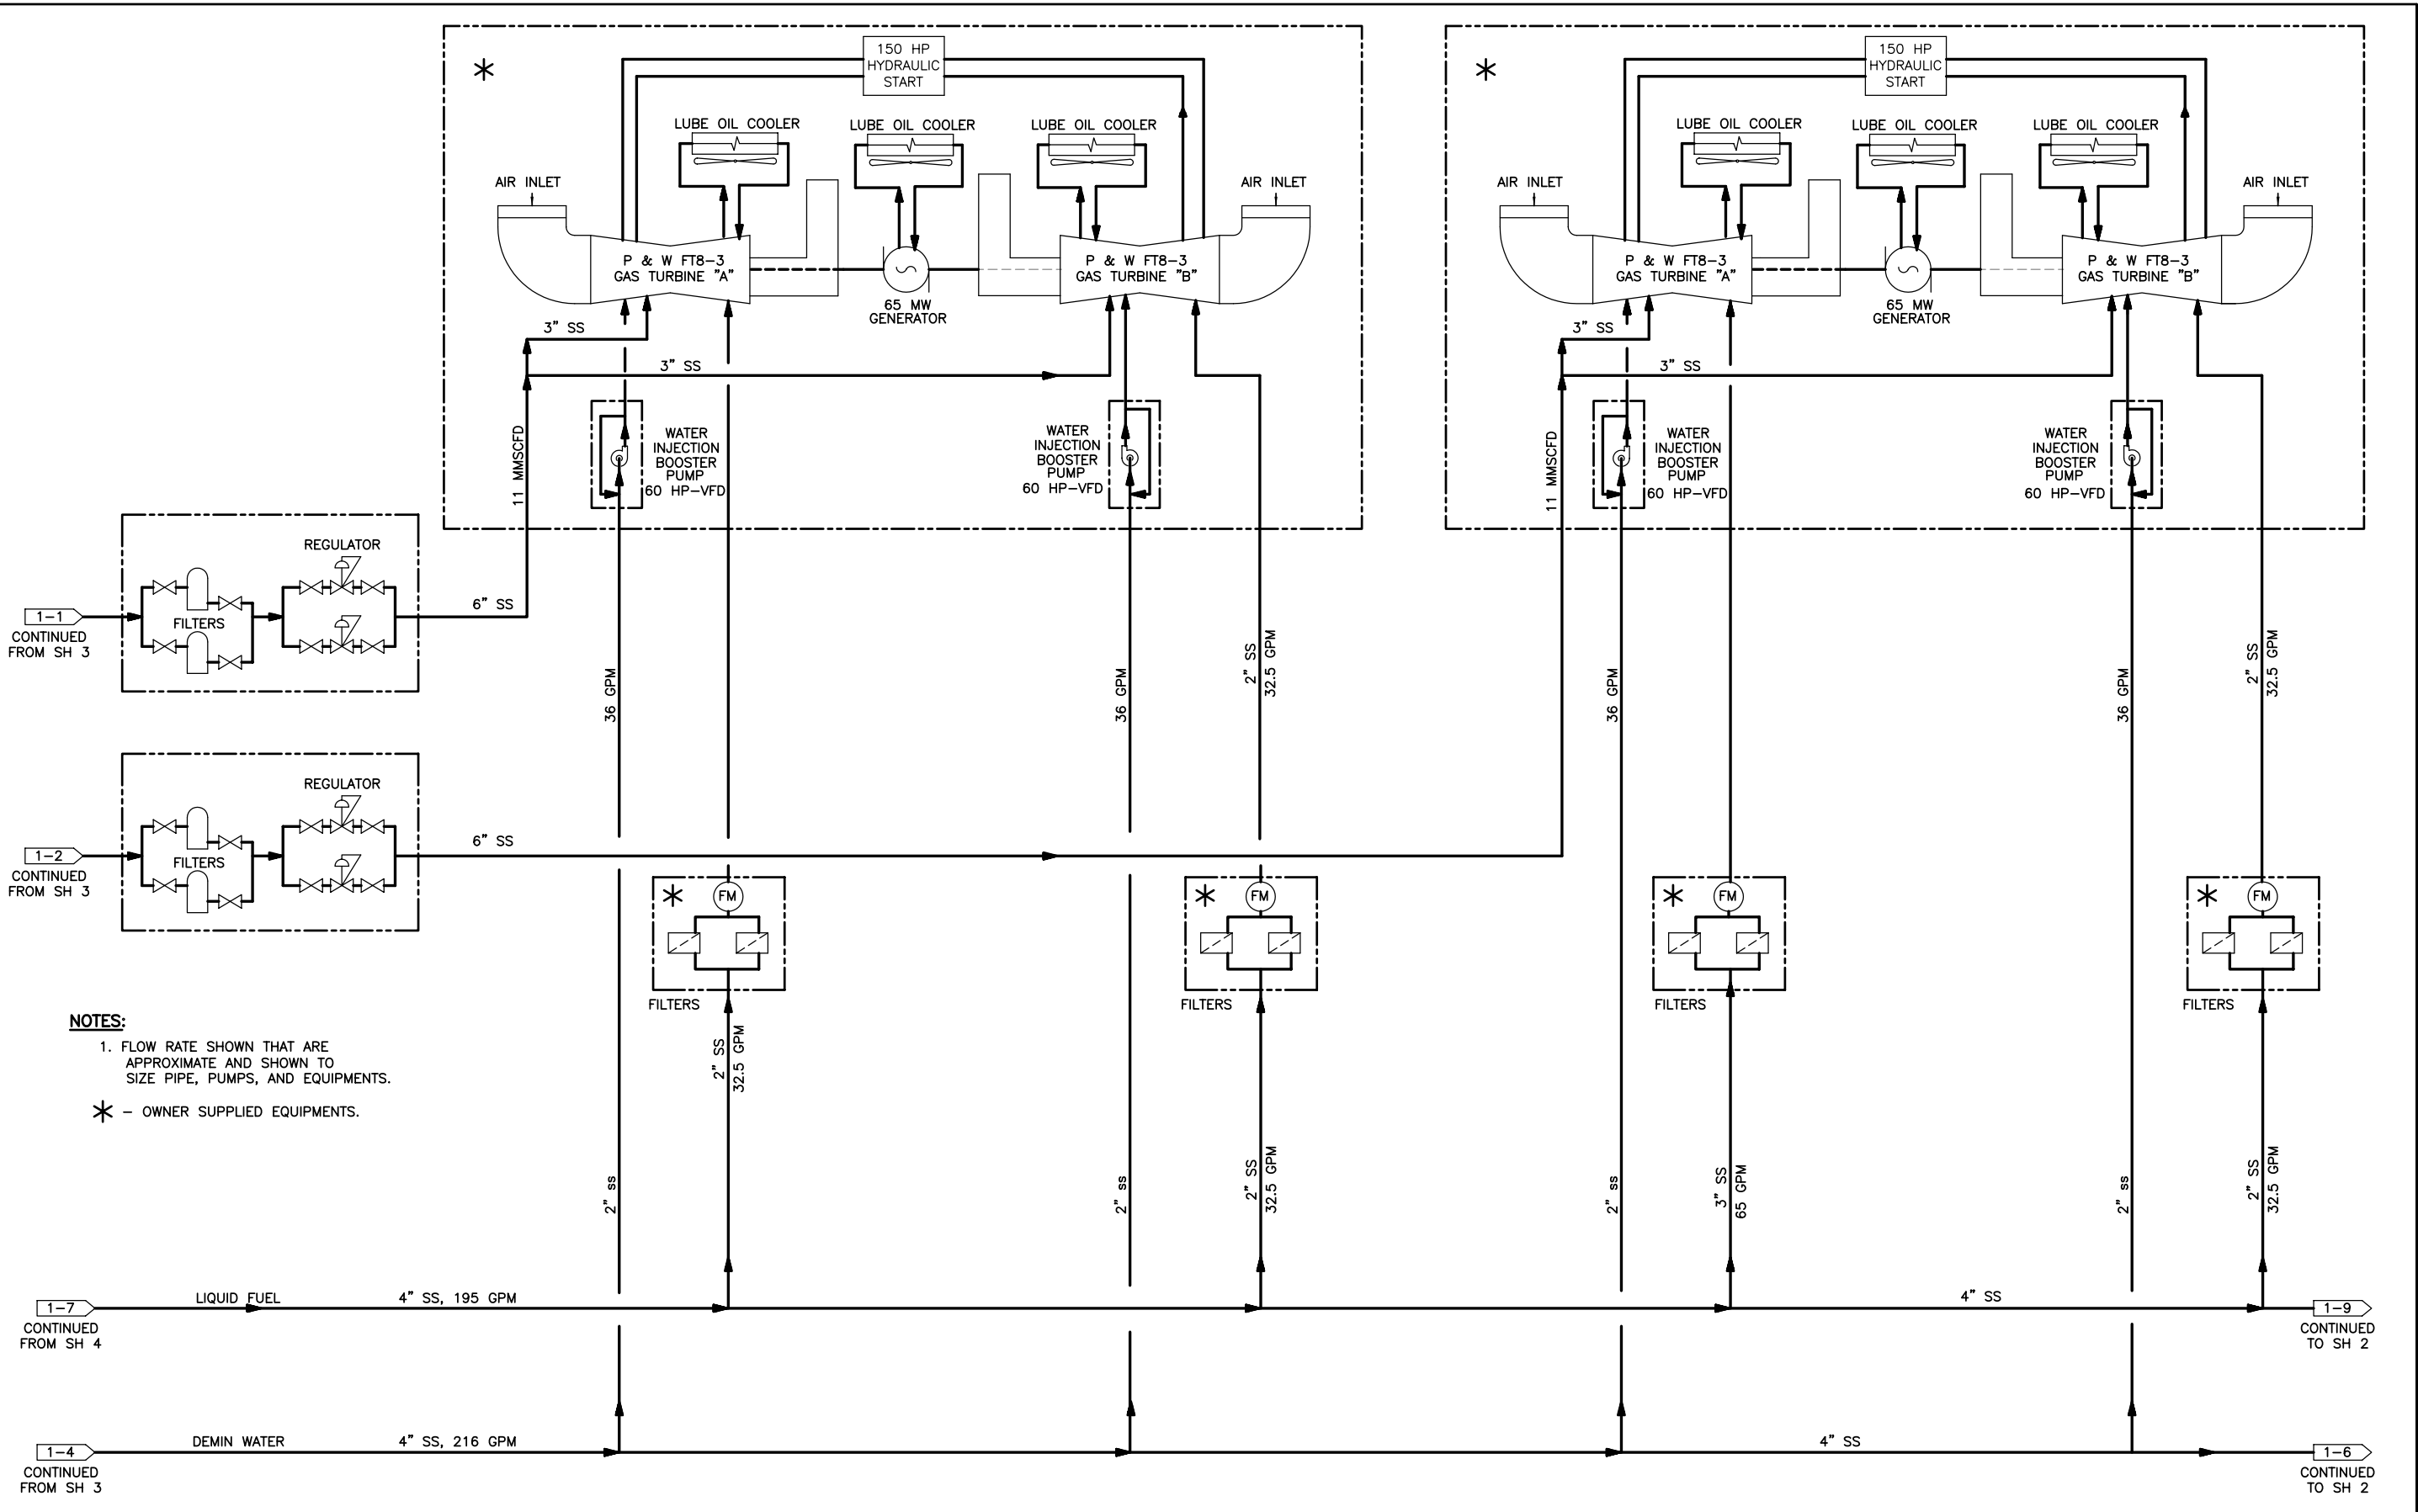 150 HP
HYDRAULIC
START
LUBE OIL COOLER
LUBE OIL COOLER
LUBE OIL COOLER
AIR INLET
AIR INLET
P & W FT8-3
GAS TURBINE "A"
P & W FT8-3
GAS TURBINE "B"
65 MW
GENERATOR
3" SS
3" SS
11 MMSCFD
WATER
INJECTION
BOOSTER
PUMP
60 HP-VFD
WATER
INJECTION
BOOSTER
PUMP
60 HP-VFD
150 HP
HYDRAULIC
START
LUBE OIL COOLER
LUBE OIL COOLER
LUBE OIL COOLER
AIR INLET
AIR INLET
P & W FT8-3
GAS TURBINE "A"
P & W FT8-3
GAS TURBINE "B"
65 MW
GENERATOR
3" SS
3" SS
11 MMSCFD
WATER
INJECTION
BOOSTER
PUMP
60 HP-VFD
WATER
INJECTION
BOOSTER
PUMP
60 HP-VFD
REGULATOR
FILTERS
1-1
CONTINUED
FROM SH 3
6" SS
36 GPM
36 GPM
2" SS
32.5 GPM
36 GPM
36 GPM
2" SS
32.5 GPM
REGULATOR
FILTERS
1-2
CONTINUED
FROM SH 3
6" SS
FM
FILTERS
FM
FILTERS
FM
FILTERS
FM
FILTERS
NOTES:
1. FLOW RATE SHOWN THAT ARE
APPROXIMATE AND SHOWN TO
SIZE PIPE, PUMPS, AND EQUIPMENTS.
* - OWNER SUPPLIED EQUIPMENTS.
2" SS
32.5 GPM
2" ss
2" ss
2" SS
32.5 GPM
2" ss
3" SS
65 GPM
2" ss
2" SS
32.5 GPM
1-7
CONTINUED
FROM SH 4
LIQUID FUEL
4" SS, 195 GPM
4" SS
1-9
CONTINUED
TO SH 2
1-4
CONTINUED
FROM SH 3
DEMIN WATER
4" SS, 216 GPM
4" SS
1-6
CONTINUED
TO SH 2